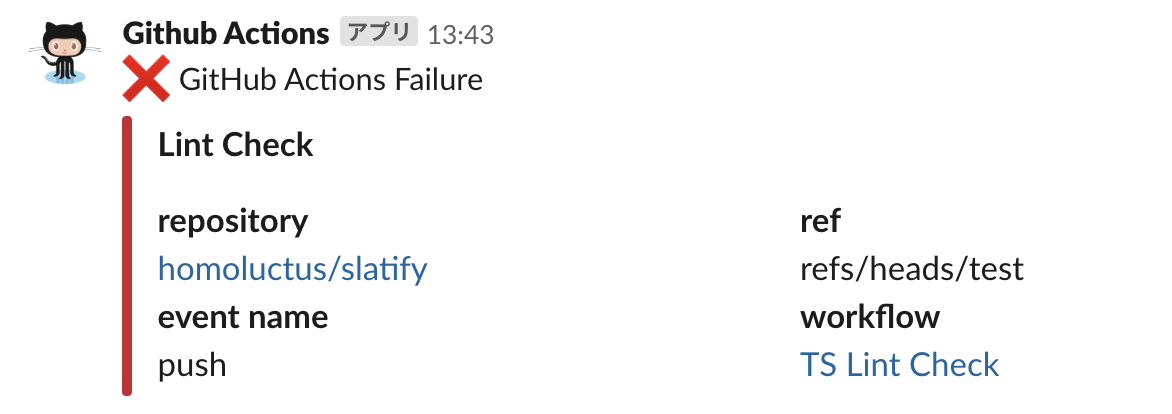 Github Actions アプリ 13:43
GitHub Actions Failure
Lint Check
repository
homoluctus/slatify
ref
refs/heads/test
event name
push
workflow
TS Lint Check